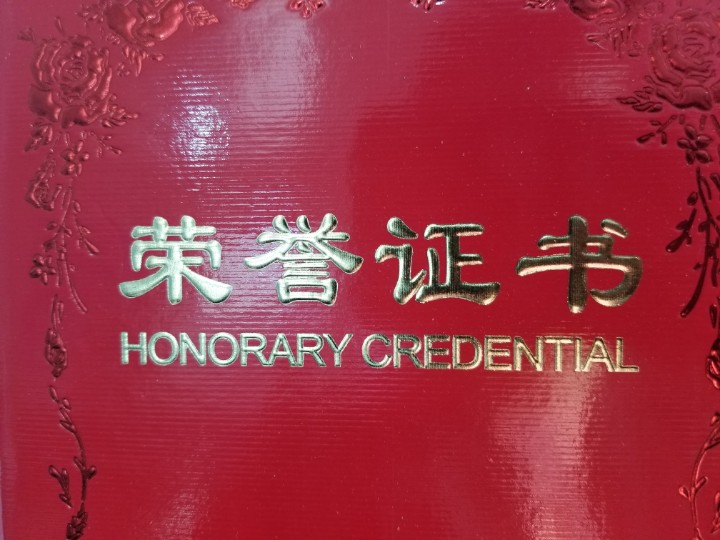 荣誉证书
HONORARY CREDENTIAL